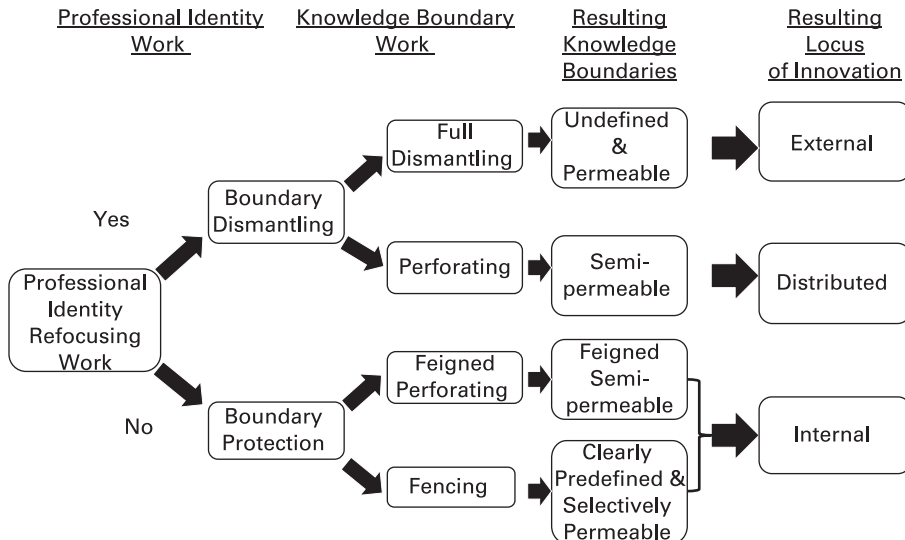 Professional Identity
Work
Knowledge Boundary
Work
Resulting
Knowledge
Boundaries
Resulting
Locus
of Innovation
Professional
Identity
Refocusing
Work
Yes
No
Boundary
Dismantling
Boundary
Protection
Full
Dismantling
Perforating
Feigned
Perforating
Fencing
Undefined
&
Permeable
Semi-
permeable
Feigned
Semi-
permeable
Clearly
Predefined &
Selectively
Permeable
External
Distributed
Internal